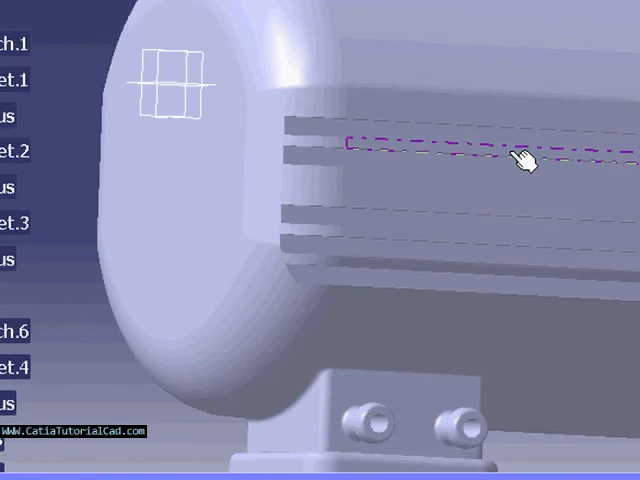 ch.1
et.1
us
et.2
us
et.3
us
ch.6
et.4
us
www.CatiaTutorialCad.com